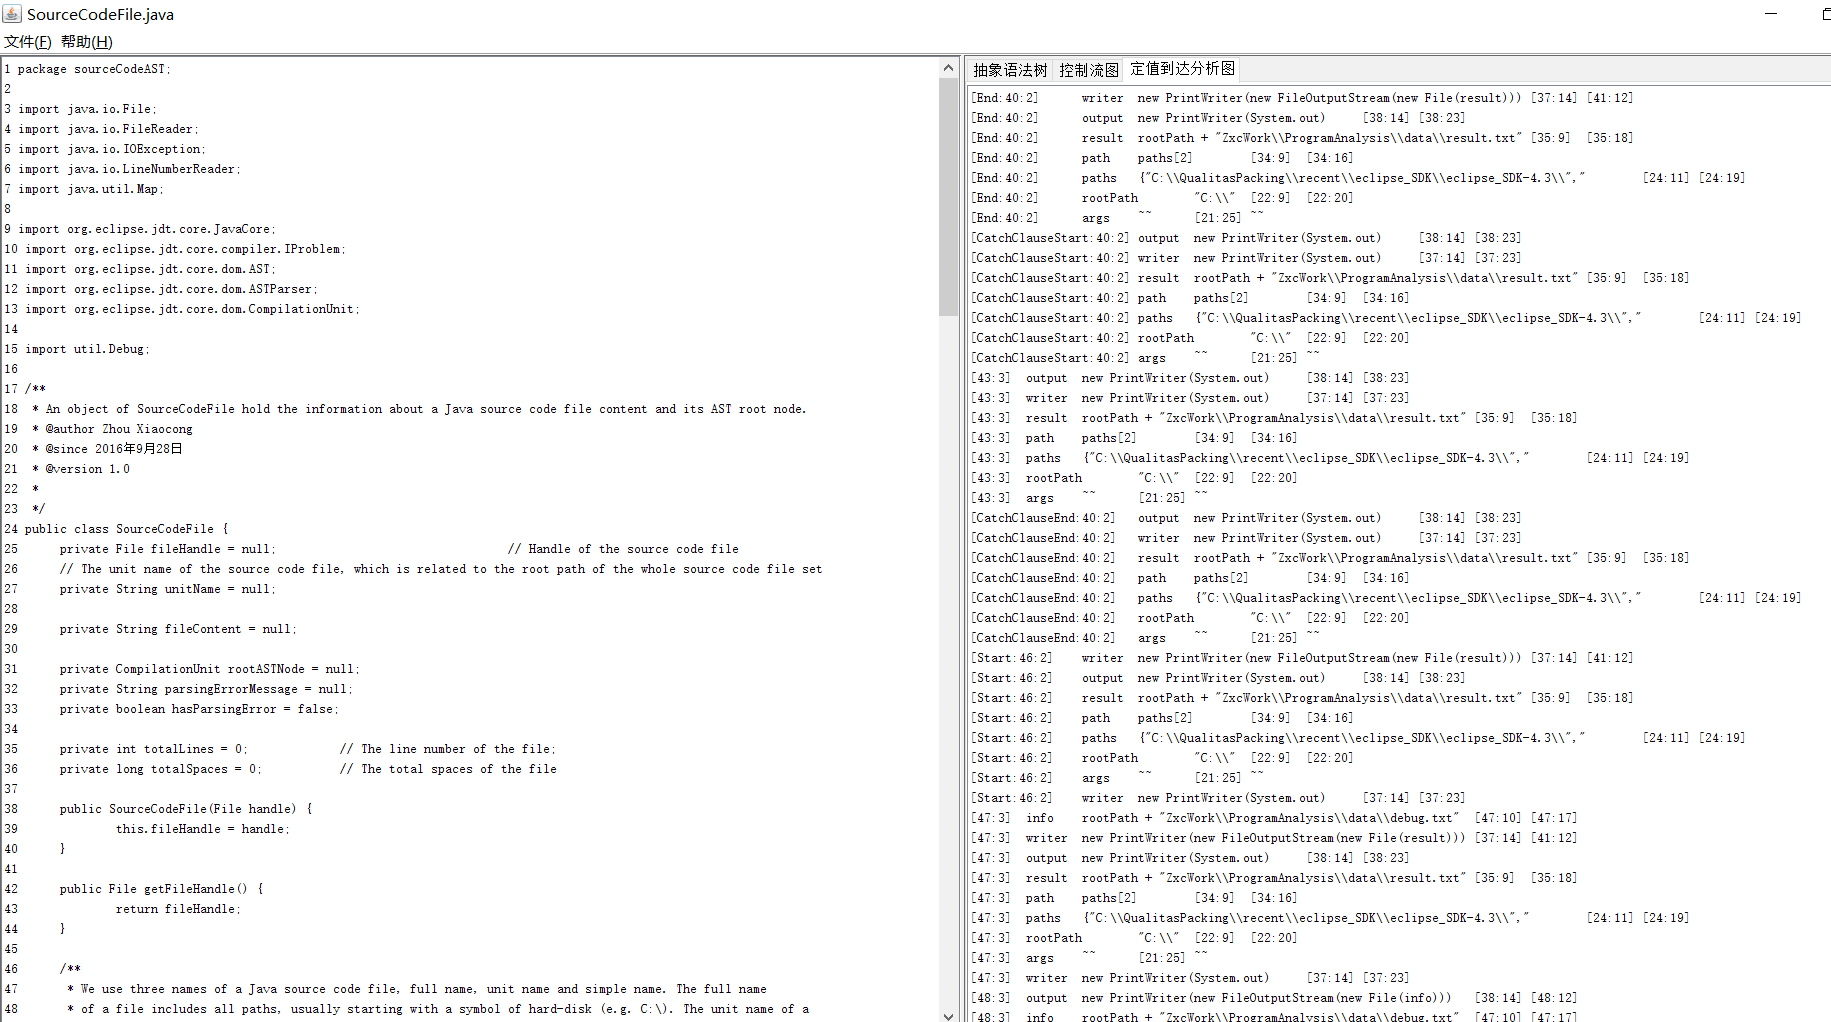 SourceCodeFile.java
文件(F) 帮助(H)
1 package sourceCodeAST;
2
3 import java.io.File;
4 import java.io.FileReader;
5 import java.io.IOException;
6 import java.io.LineNumberReader;
7 import java.util.Map;
8
9 import org.eclipse.jdt.core.JavaCore;
10 import org.eclipse.jdt.core.compiler.IProblem;
11 import org.eclipse.jdt.core.dom.AST;
12 import org.eclipse.jdt.core.dom.ASTParser;
13 import org.eclipse.jdt.core.dom.CompilationUnit;
14
15 import util.Debug;
16
17 /**
18  * An object of SourceCodeFile hold the information about a Java source code file content and its AST root node.
19  * @author Zhou Xiaocong
20  * @since 2016年9月28日
21  * @version 1.0
22  *
23  */
24 public class SourceCodeFile {
25     private File fileHandle = null; // Handle of the source code file
26     // The unit name of the source code file, which is related to the root path of the whole source code file set
27     private String unitName = null;
28
29     private String fileContent = null;
30
31     private CompilationUnit rootASTNode = null;
32     private String parsingErrorMessage = null;
33     private boolean hasParsingError = false;
34
35     private int totalLines = 0; // The line number of the file;
36     private long totalSpaces = 0; // The total spaces of the file
37
38     public SourceCodeFile(File handle) {
39             this.fileHandle = handle;
40     }
41
42     public File getFileHandle() {
43             return fileHandle;
44     }
45
46     /**
47      * We use three names of a Java source code file, full name, unit name and simple name. The full name
48      * of a file includes all paths, usually starting with a symbol of hard-disk (e.g. C:\). The unit name of a
抽象语法树 控制流图 定值到达分析图
[End:40:2] writer new PrintWriter(new FileOutputStream(new File(result))) [37:14] [41:12]
[End:40:2] output new PrintWriter(System.out) [38:14] [38:23]
[End:40:2] result rootPath + "ZxcWork\\ProgramAnalysis\\data\\result.txt" [35:9] [35:18]
[End:40:2] path paths[2] [34:9] [34:16]
[End:40:2] paths {"C:\\QualitasPacking\\recent\\eclipse_SDK\\eclipse_SDK-4.3\\"," [24:11] [24:19]
[End:40:2] rootPath "C:\\" [22:9] [22:20]
[End:40:2] args ~~ [21:25] ~~
[CatchClauseStart:40:2] output new PrintWriter(System.out) [38:14] [38:23]
[CatchClauseStart:40:2] writer new PrintWriter(System.out) [37:14] [37:23]
[CatchClauseStart:40:2] result rootPath + "ZxcWork\\ProgramAnalysis\\data\\result.txt" [35:9] [35:18]
[CatchClauseStart:40:2] path paths[2] [34:9] [34:16]
[CatchClauseStart:40:2] paths {"C:\\QualitasPacking\\recent\\eclipse_SDK\\eclipse_SDK-4.3\\"," [24:11] [24:19]
[CatchClauseStart:40:2] rootPath "C:\\" [22:9] [22:20]
[CatchClauseStart:40:2] args ~~ [21:25] ~~
[43:3] output new PrintWriter(System.out) [38:14] [38:23]
[43:3] writer new PrintWriter(System.out) [37:14] [37:23]
[43:3] result rootPath + "ZxcWork\\ProgramAnalysis\\data\\result.txt" [35:9] [35:18]
[43:3] path paths[2] [34:9] [34:16]
[43:3] paths {"C:\\QualitasPacking\\recent\\eclipse_SDK\\eclipse_SDK-4.3\\"," [24:11] [24:19]
[43:3] rootPath "C:\\" [22:9] [22:20]
[43:3] args ~~ [21:25] ~~
[CatchClauseEnd:40:2] output new PrintWriter(System.out) [38:14] [38:23]
[CatchClauseEnd:40:2] writer new PrintWriter(System.out) [37:14] [37:23]
[CatchClauseEnd:40:2] result rootPath + "ZxcWork\\ProgramAnalysis\\data\\result.txt" [35:9] [35:18]
[CatchClauseEnd:40:2] path paths[2] [34:9] [34:16]
[CatchClauseEnd:40:2] paths {"C:\\QualitasPacking\\recent\\eclipse_SDK\\eclipse_SDK-4.3\\"," [24:11] [24:19]
[CatchClauseEnd:40:2] rootPath "C:\\" [22:9] [22:20]
[CatchClauseEnd:40:2] args ~~ [21:25] ~~
[Start:46:2] writer new PrintWriter(new FileOutputStream(new File(result))) [37:14] [41:12]
[Start:46:2] output new PrintWriter(System.out) [38:14] [38:23]
[Start:46:2] result rootPath + "ZxcWork\\ProgramAnalysis\\data\\result.txt" [35:9] [35:18]
[Start:46:2] path paths[2] [34:9] [34:16]
[Start:46:2] paths {"C:\\QualitasPacking\\recent\\eclipse_SDK\\eclipse_SDK-4.3\\"," [24:11] [24:19]
[Start:46:2] rootPath "C:\\" [22:9] [22:20]
[Start:46:2] args ~~ [21:25] ~~
[Start:46:2] writer new PrintWriter(System.out) [37:14] [37:23]
[47:3] info rootPath + "ZxcWork\\ProgramAnalysis\\data\\debug.txt" [47:10] [47:17]
[47:3] writer new PrintWriter(new FileOutputStream(new File(result))) [37:14] [41:12]
[47:3] output new PrintWriter(System.out) [38:14] [38:23]
[47:3] result rootPath + "ZxcWork\\ProgramAnalysis\\data\\result.txt" [35:9] [35:18]
[47:3] path paths[2] [34:9] [34:16]
[47:3] paths {"C:\\QualitasPacking\\recent\\eclipse_SDK\\eclipse_SDK-4.3\\"," [24:11] [24:19]
[47:3] rootPath "C:\\" [22:9] [22:20]
[47:3] args ~~ [21:25] ~~
[47:3] writer new PrintWriter(System.out) [37:14] [37:23]
[48:3] output new PrintWriter(new FileOutputStream(new File(info))) [38:14] [48:12]
[48:3] info rootPath + "ZxcWork\\ProgramAnalysis\\data\\debug.txt" [47:10] [47:17]